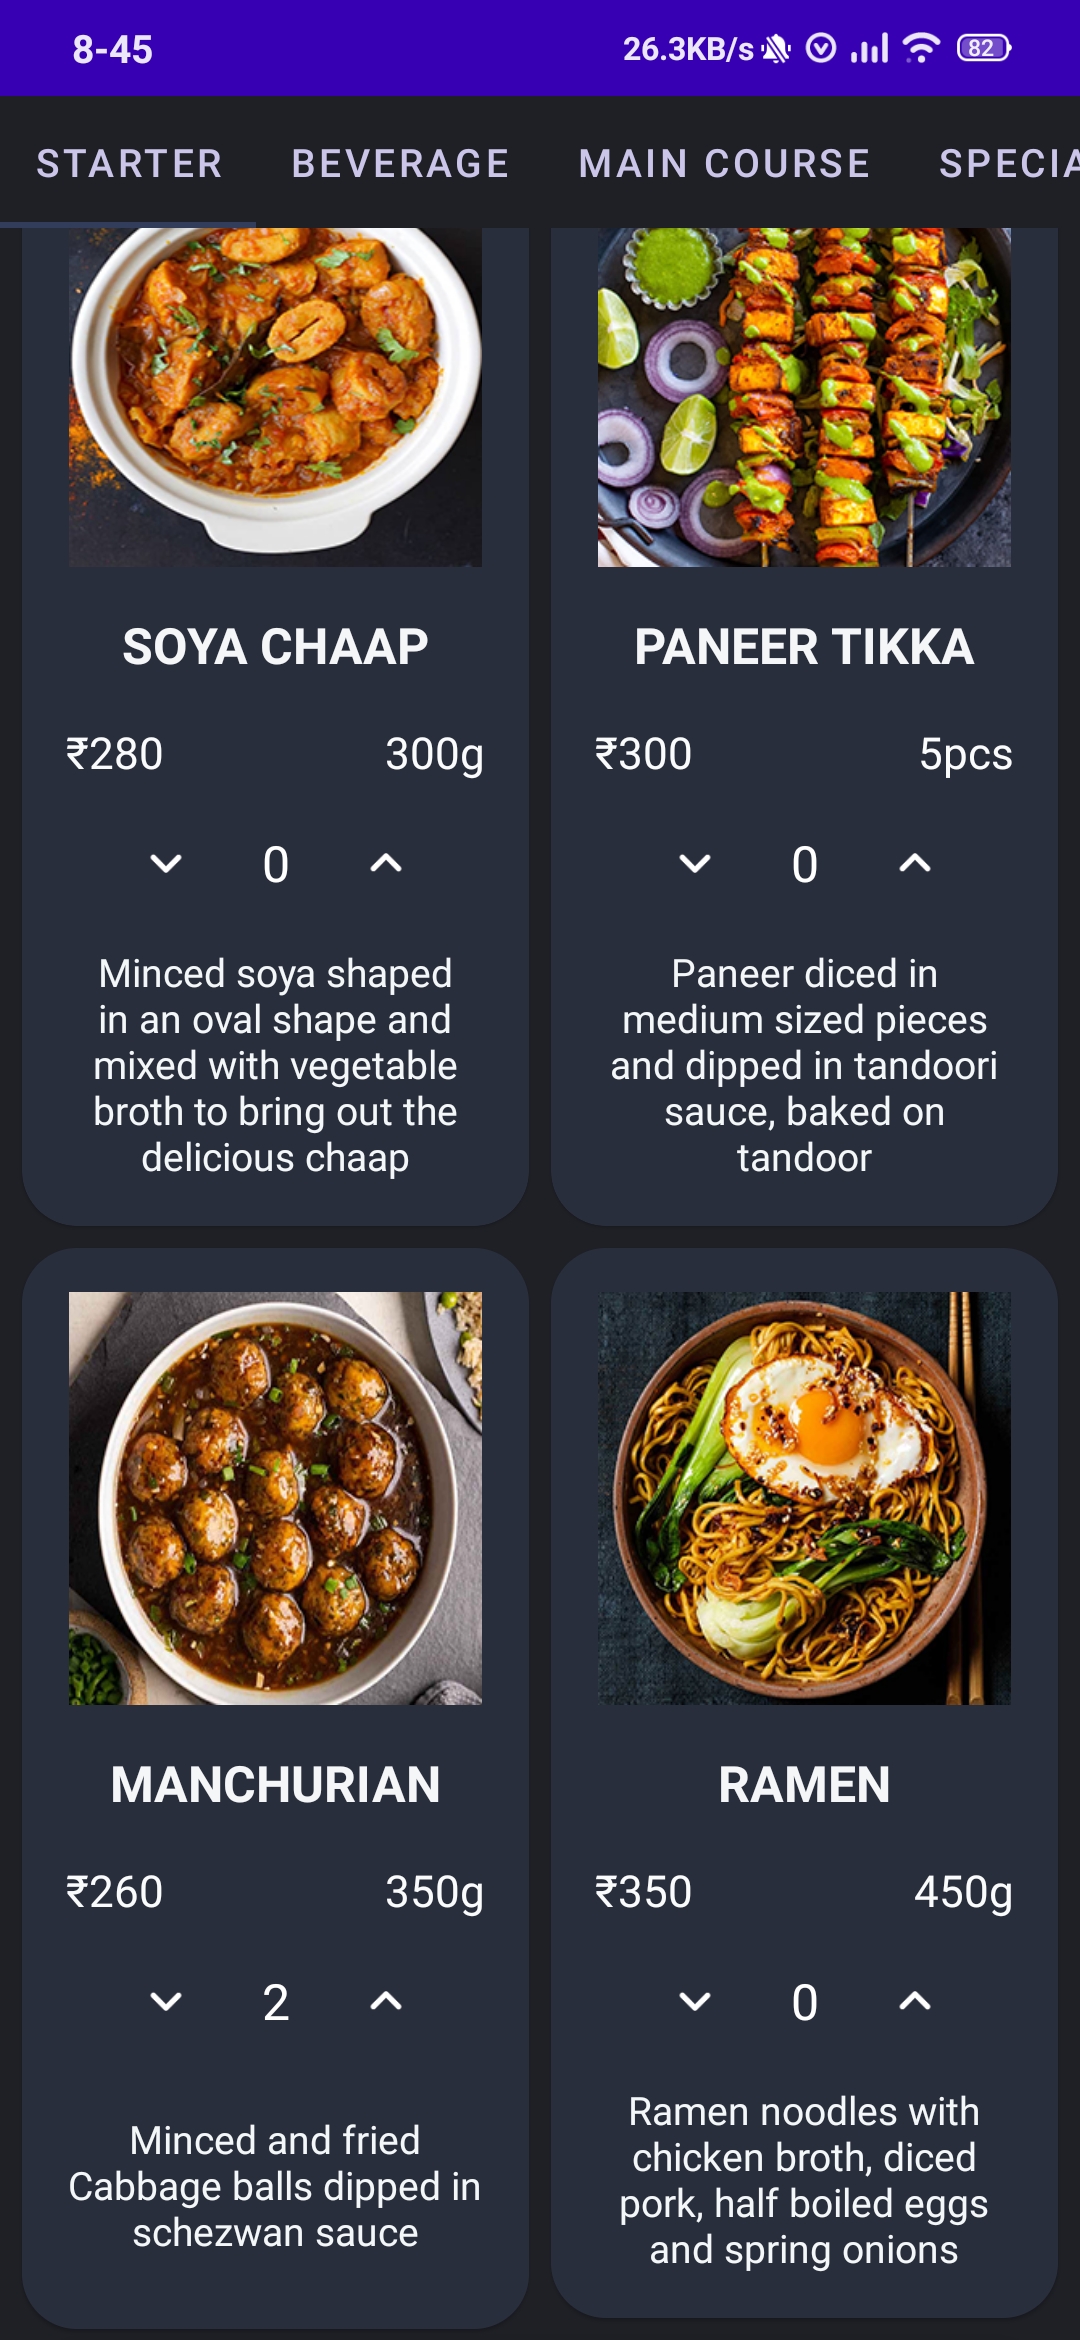 8-45
26.3KB/s
82
STARTER BEVERAGE MAIN COURSE SPECIA
SOYA CHAAP
₹280 300g
0
Minced soya shaped
in an oval shape and
mixed with vegetable
broth to bring out the
delicious chaap
PANEER TIKKA
₹300 5pcs
0
Paneer diced in
medium sized pieces
and dipped in tandoori
sauce, baked on
tandoor
MANCHURIAN
₹260 350g
2
Minced and fried
Cabbage balls dipped in
schezwan sauce
RAMEN
₹350 450g
0
Ramen noodles with
chicken broth, diced
pork, half boiled eggs
and spring onions